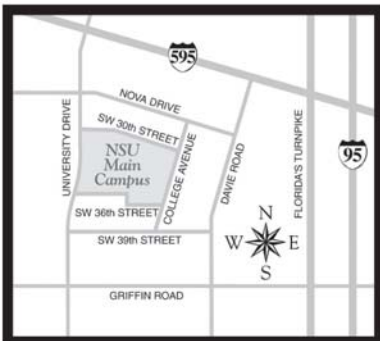 595
NOVA DRIVE
SW 30th STREET
UNIVERSITY DRIVE
NSU
Main
Campus
COLLEGE AVENUE
DAVIE ROAD
FLORIDA'S TURNPIKE
95
SW 36th STREET
SW 39th STREET
N
W E
S
GRIFFIN ROAD